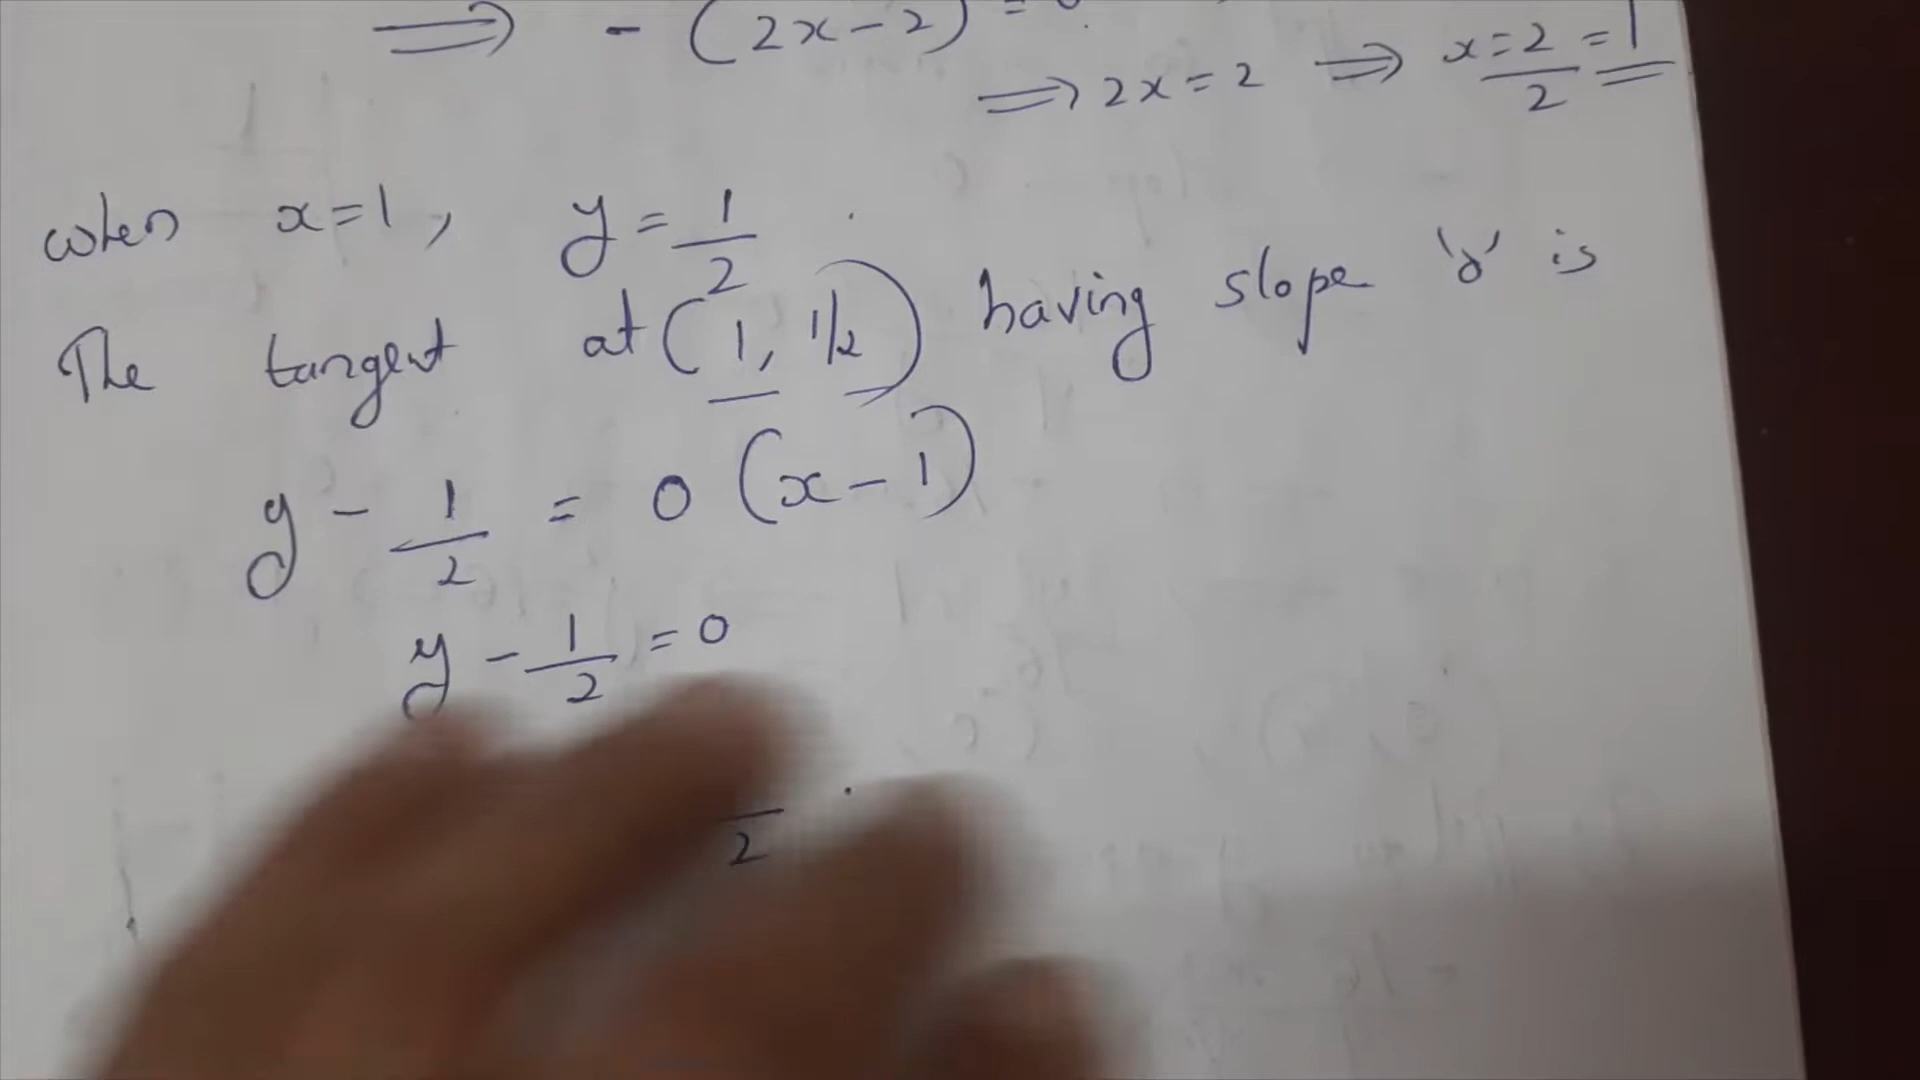 ⟹ - (2x-2) =
⟹ 2x = 2 ⟹ x = 2/2 = 1
when x=1, y = 1/2
The tangent at (1, 1/2) having slope '0' is
y - 1/2 = 0 (x-1)
y - 1/2 = 0
2